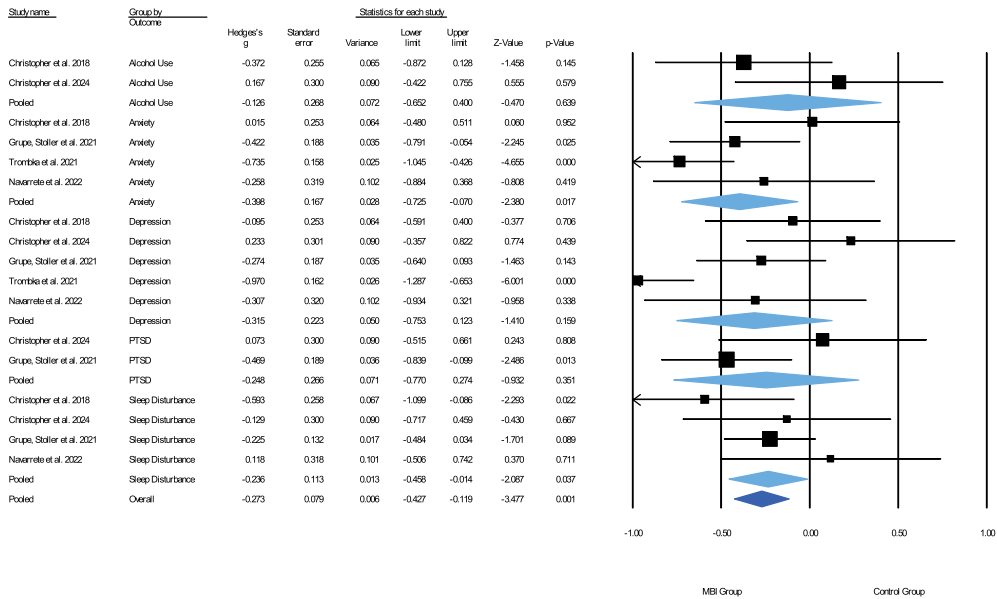 Study name Group by Outcome Statistics for each study
Hedges's g Standard error Variance Lower limit Upper limit Z-Value p-Value
Christopher et al. 2018 Alcohol Use -0.372 0.255 0.065 -0.872 0.128 -1.458 0.145
Christopher et al. 2024 Alcohol Use 0.167 0.300 0.090 -0.422 0.755 0.555 0.579
Pooled Alcohol Use -0.126 0.268 0.072 -0.652 0.400 -0.470 0.639
Christopher et al. 2018 Anxiety 0.015 0.253 0.064 -0.480 0.511 0.060 0.952
Grupe, Stoller et al. 2021 Anxiety -0.422 0.188 0.035 -0.791 -0.054 -2.245 0.025
Trombka et al. 2021 Anxiety -0.735 0.158 0.025 -1.045 -0.426 -4.655 0.000
Navarrete et al. 2022 Anxiety -0.258 0.319 0.102 -0.884 0.368 -0.808 0.419
Pooled Anxiety -0.398 0.167 0.028 -0.725 -0.070 -2.380 0.017
Christopher et al. 2018 Depression -0.095 0.253 0.064 -0.591 0.400 -0.377 0.706
Christopher et al. 2024 Depression 0.233 0.301 0.090 -0.357 0.822 0.774 0.439
Grupe, Stoller et al. 2021 Depression -0.274 0.187 0.035 -0.640 0.093 -1.463 0.143
Trombka et al. 2021 Depression -0.970 0.162 0.026 -1.287 -0.653 -6.001 0.000
Navarrete et al. 2022 Depression -0.307 0.320 0.102 -0.934 0.321 -0.958 0.338
Pooled Depression -0.315 0.223 0.050 -0.753 0.123 -1.410 0.159
Christopher et al. 2024 PTSD 0.073 0.300 0.090 -0.515 0.661 0.243 0.808
Grupe, Stoller et al. 2021 PTSD -0.469 0.189 0.036 -0.839 -0.099 -2.486 0.013
Pooled PTSD -0.248 0.266 0.071 -0.770 0.274 -0.932 0.351
Christopher et al. 2018 Sleep Disturbance -0.593 0.258 0.067 -1.099 -0.086 -2.293 0.022
Christopher et al. 2024 Sleep Disturbance -0.129 0.300 0.090 -0.717 0.459 -0.430 0.667
Grupe, Stoller et al. 2021 Sleep Disturbance -0.225 0.132 0.017 -0.484 0.034 -1.701 0.089
Navarrete et al. 2022 Sleep Disturbance 0.118 0.318 0.101 -0.506 0.742 0.370 0.711
Pooled Sleep Disturbance -0.236 0.113 0.013 -0.458 -0.014 -2.087 0.037
Pooled Overall -0.273 0.079 0.006 -0.427 -0.119 -3.477 0.001
-1.00 -0.50 0.00 0.50 1.00
MBI Group Control Group